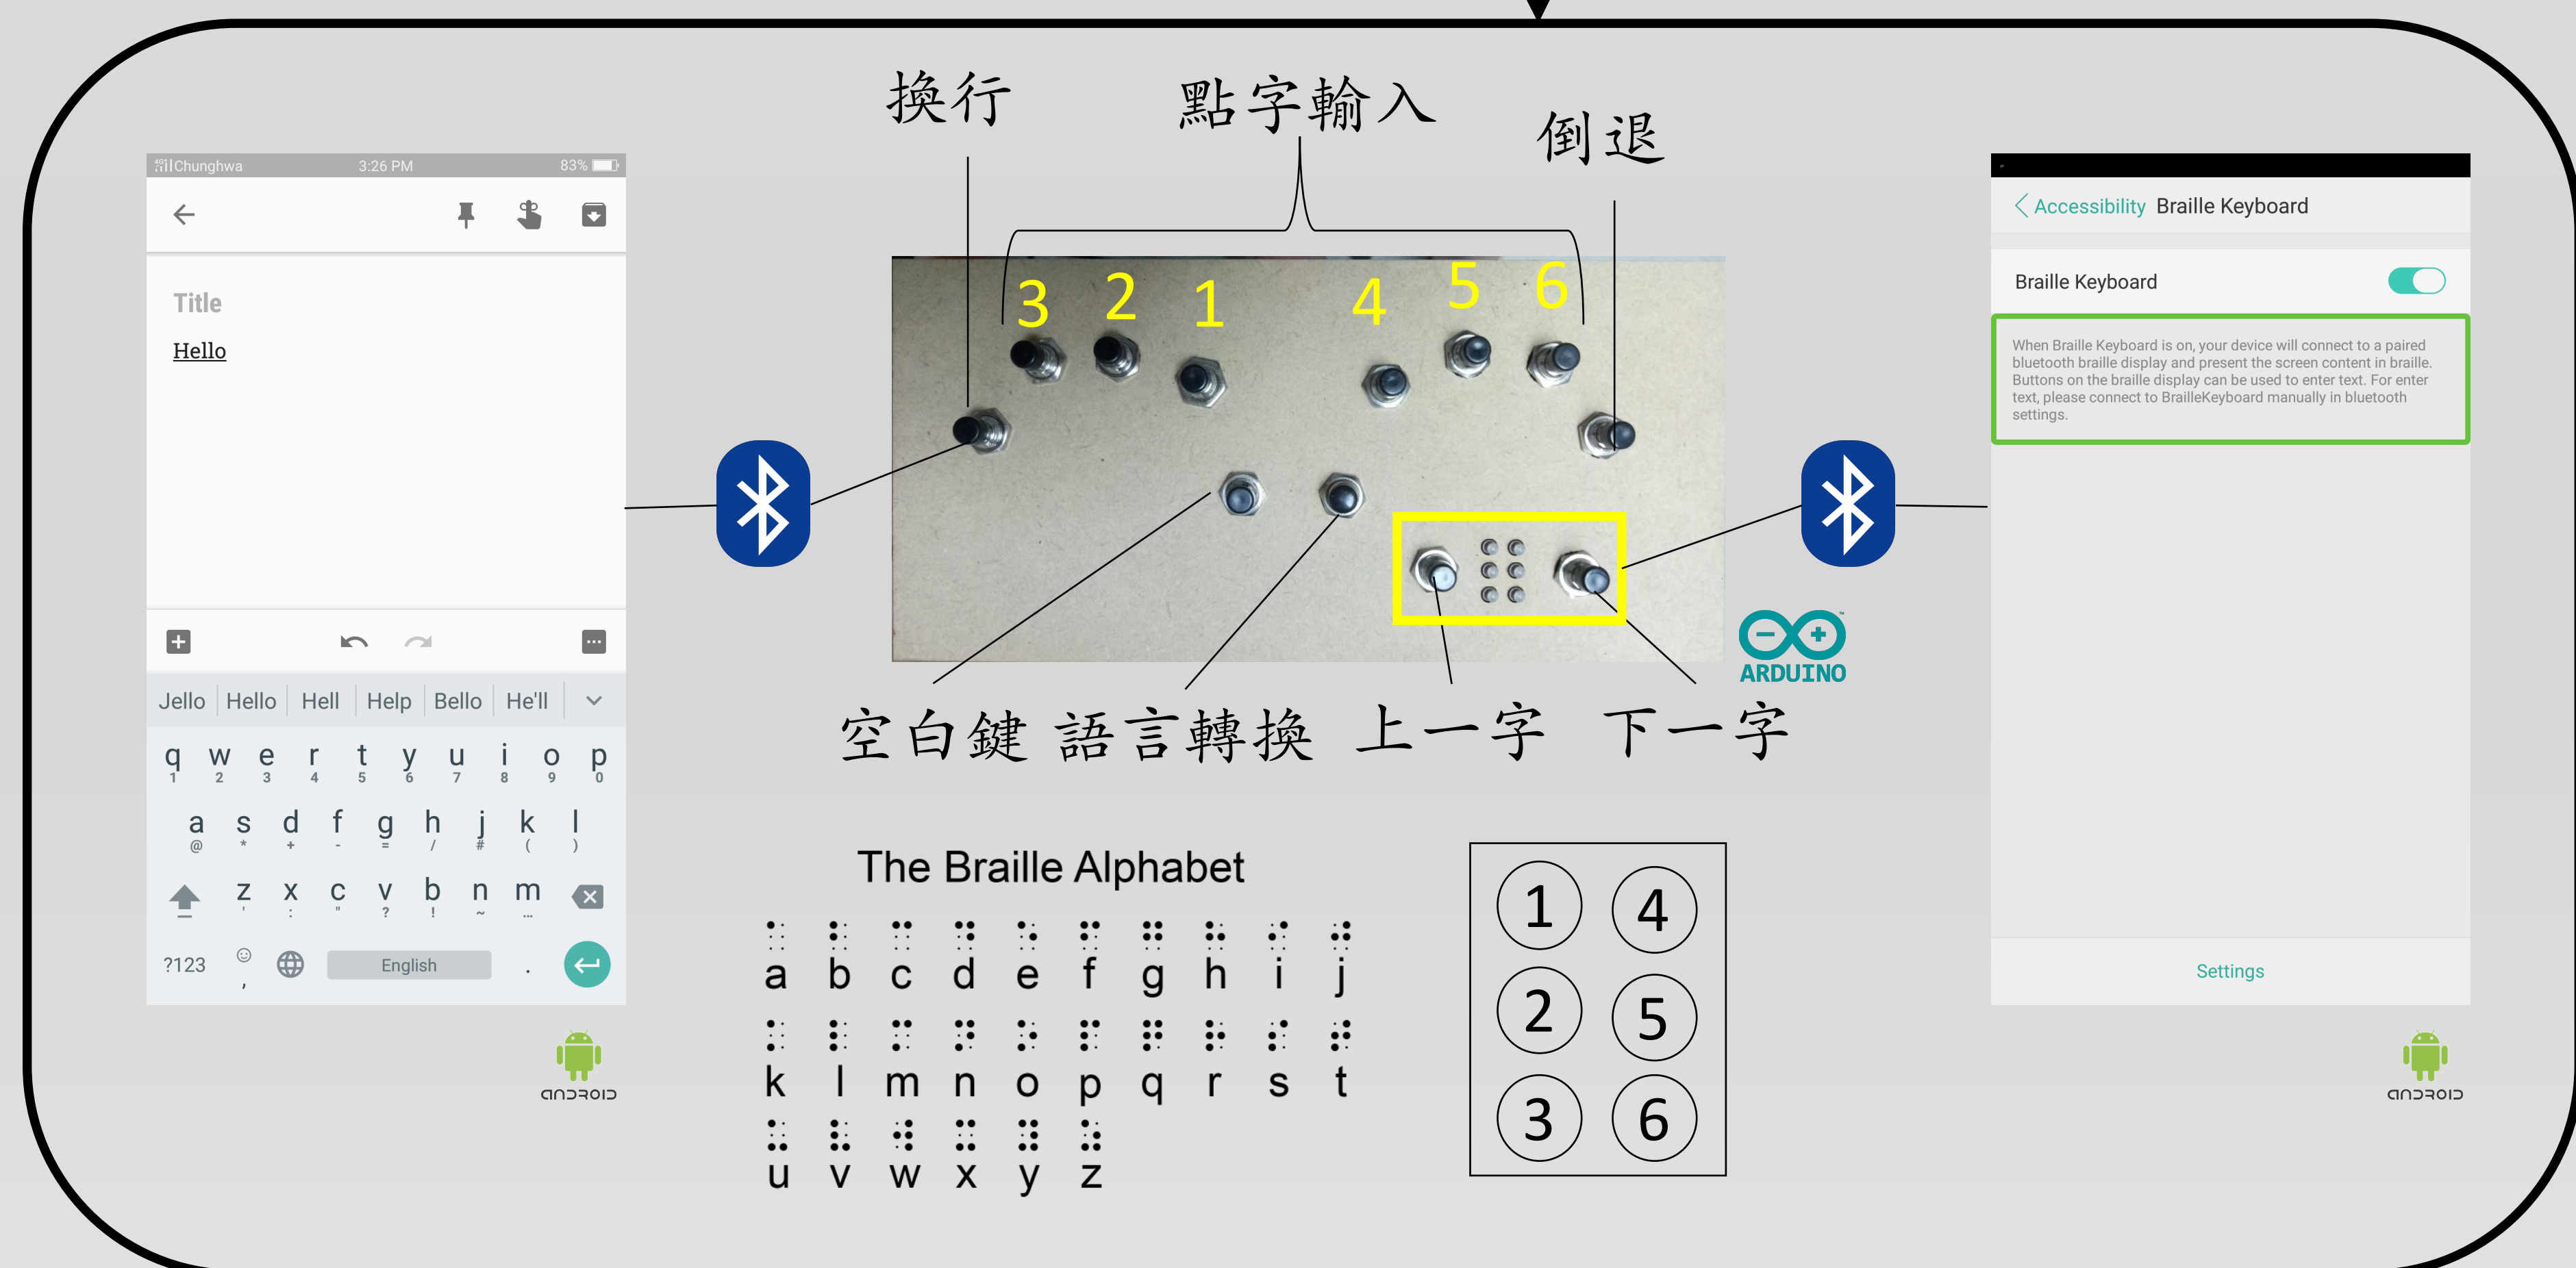 換行
點字輸入
倒退
4G Chunghwa 3:26 PM 83%
Title
Hello
Jello Hello Hell Help Bello He'll
q w e r t y u i o p
1 2 3 4 5 6 7 8 9 0
a s d f g h j k l
@ * + - = / # ( )
z x c v b n m
' : " ? ! ~ ...
?123 , English .
ANDROID
3 2 1 4 5 6
空白鍵 語言轉換 上一字 下一字
ARDUINO
™
The Braille Alphabet
a b c d e f g h i j
k l m n o p q r s t
u v w x y z
1 4
2 5
3 6
Accessibility Braille Keyboard
Braille Keyboard
When Braille Keyboard is on, your device will connect to a paired
bluetooth braille display and present the screen content in braille.
Buttons on the braille display can be used to enter text. For enter
text, please connect to BrailleKeyboard manually in bluetooth
settings.
Settings
ANDROID